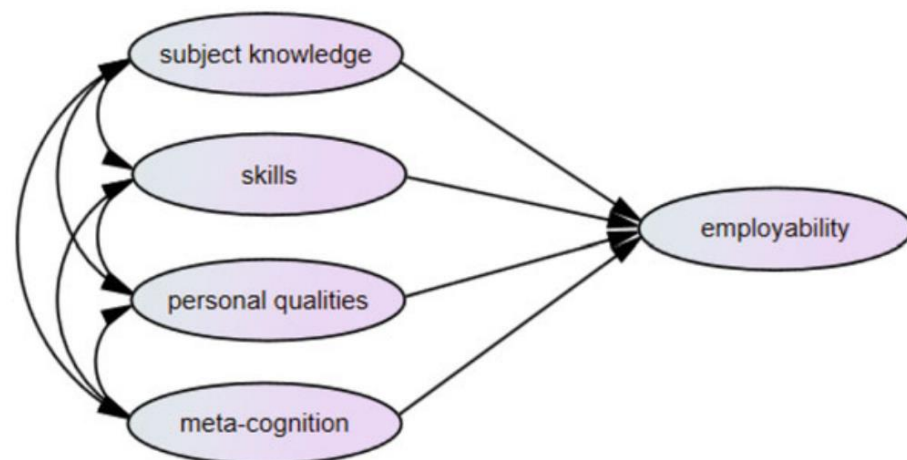 subject knowledge
skills
employability
personal qualities
meta-cognition